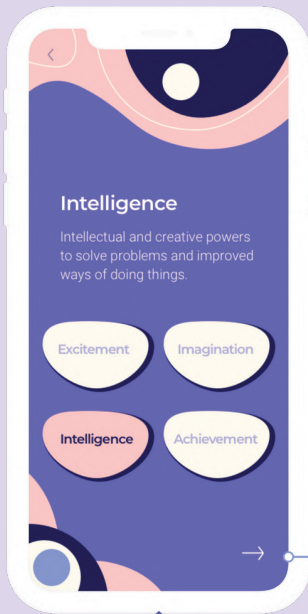 Intelligence
Intellectual and creative powers
to solve problems and improved
ways of doing things.
Excitement
Imagination
Intelligence
Achievement